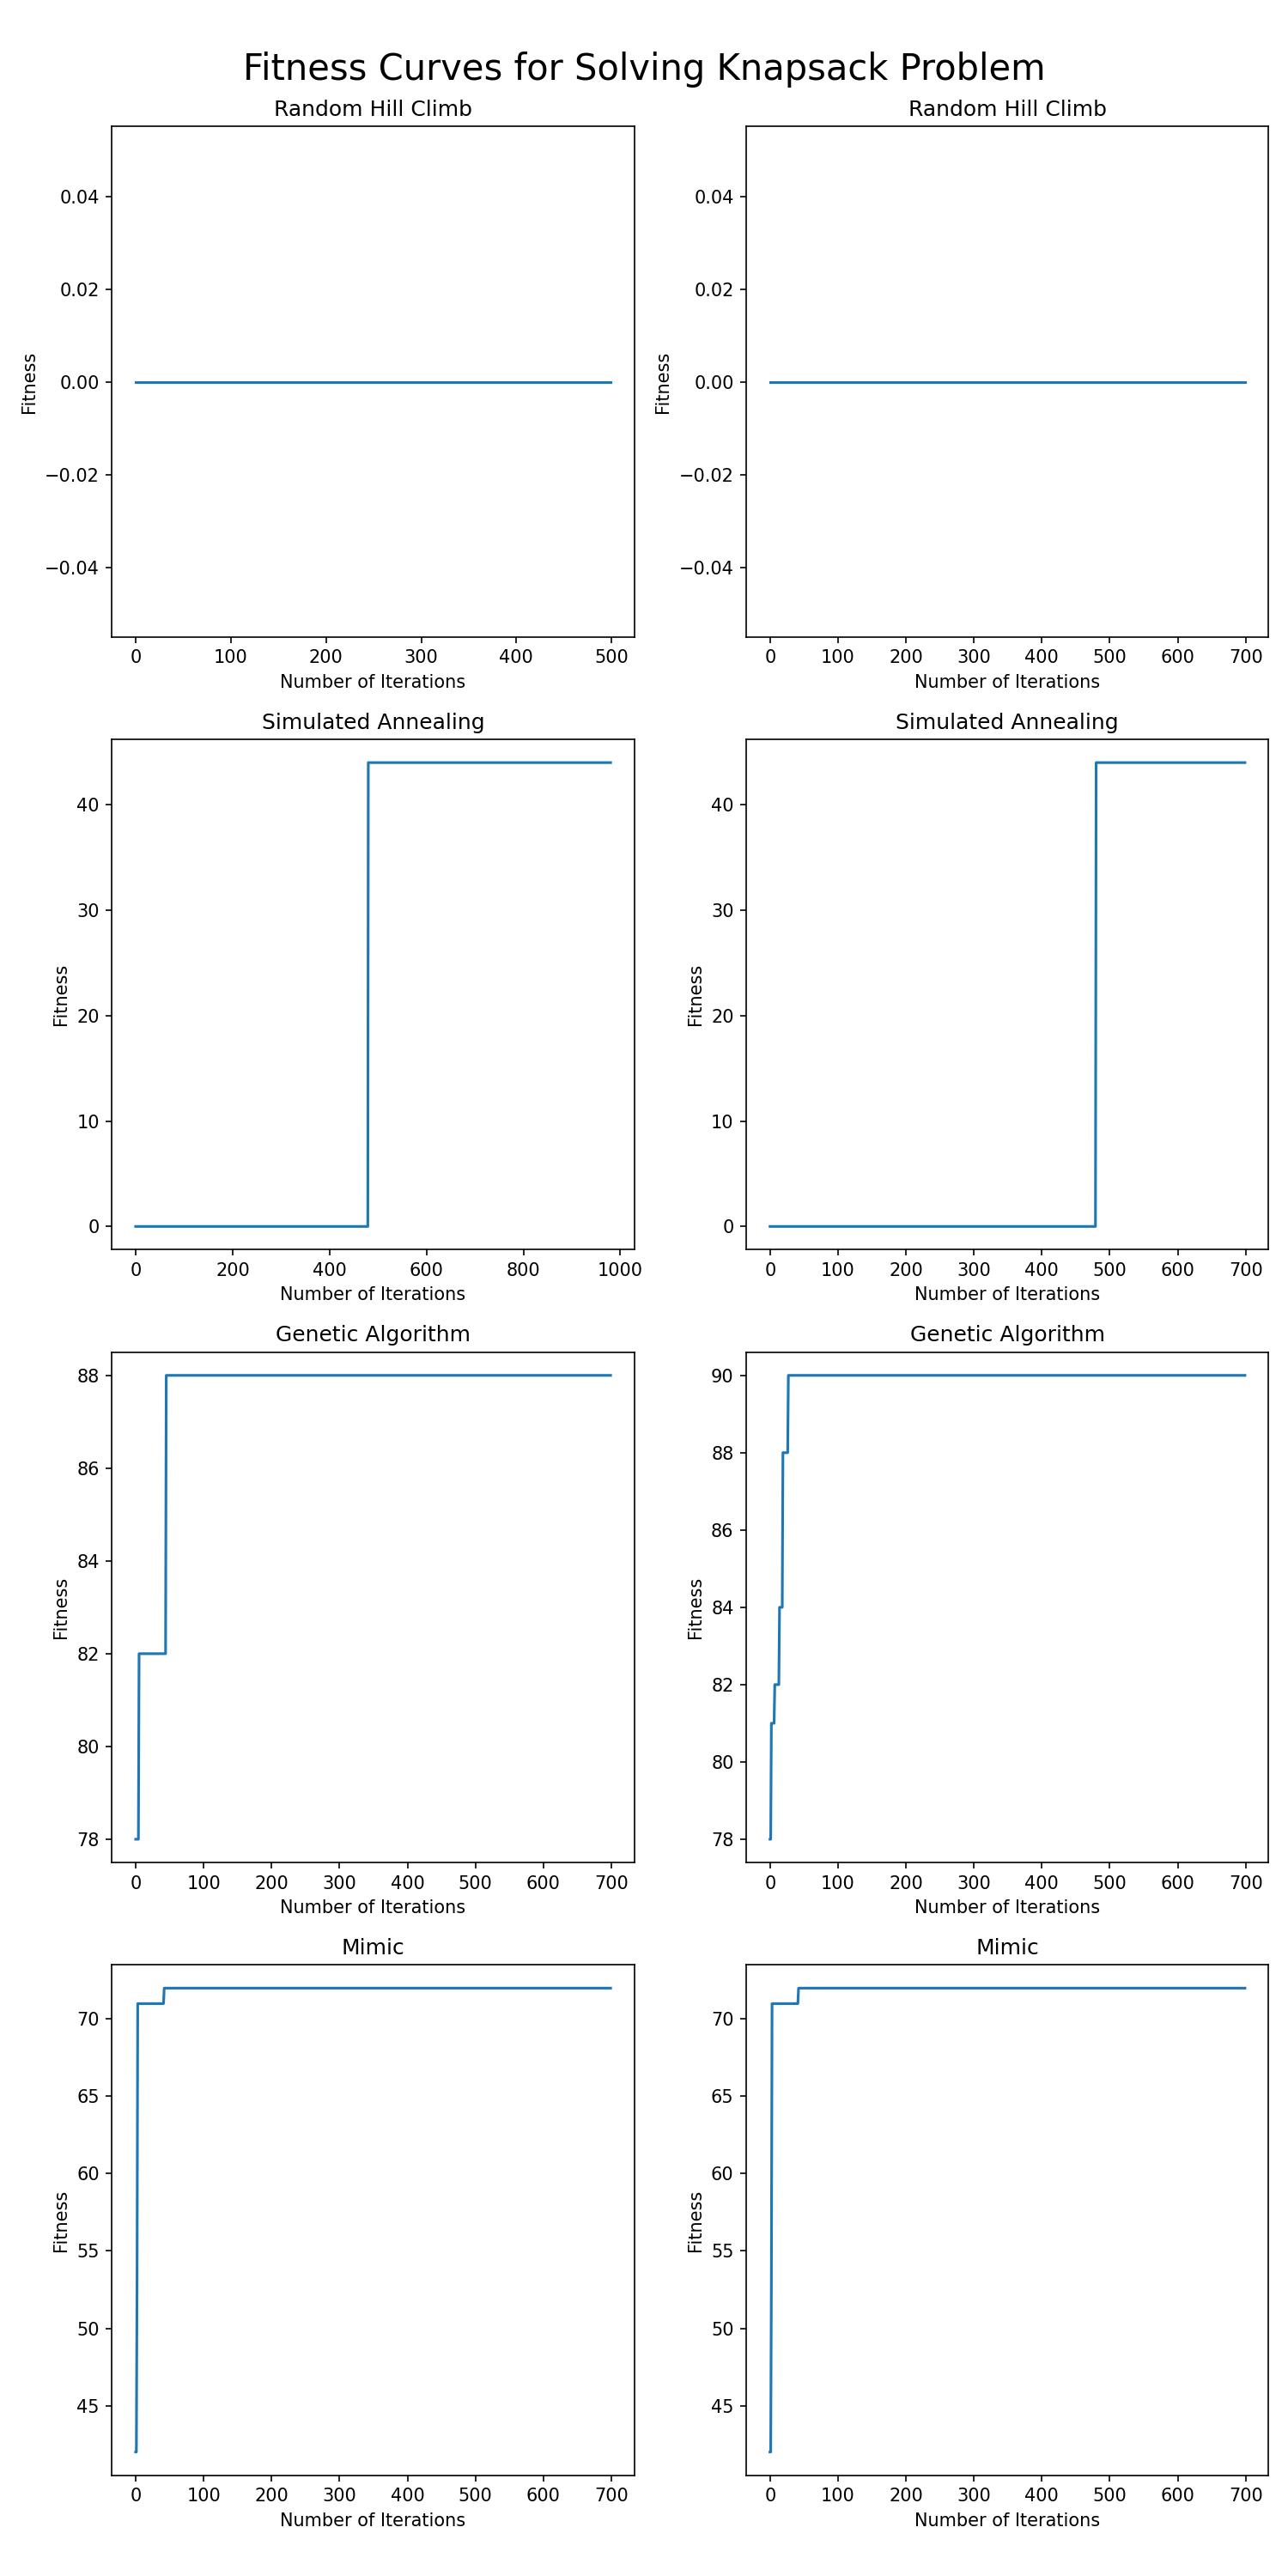 Fitness Curves for Solving Knapsack Problem
Random Hill Climb
Fitness
0.04
0.02
0.00
−0.02
−0.04
0 100 200 300 400 500
Number of Iterations
Random Hill Climb
Fitness
0.04
0.02
0.00
−0.02
−0.04
0 100 200 300 400 500 600 700
Number of Iterations
Simulated Annealing
Fitness
40
30
20
10
0
0 200 400 600 800 1000
Number of Iterations
Simulated Annealing
Fitness
40
30
20
10
0
0 100 200 300 400 500 600 700
Number of Iterations
Genetic Algorithm
Fitness
88
86
84
82
80
78
0 100 200 300 400 500 600 700
Number of Iterations
Genetic Algorithm
Fitness
90
88
86
84
82
80
78
0 100 200 300 400 500 600 700
Number of Iterations
Mimic
Fitness
70
65
60
55
50
45
0 100 200 300 400 500 600 700
Number of Iterations
Mimic
Fitness
70
65
60
55
50
45
0 100 200 300 400 500 600 700
Number of Iterations